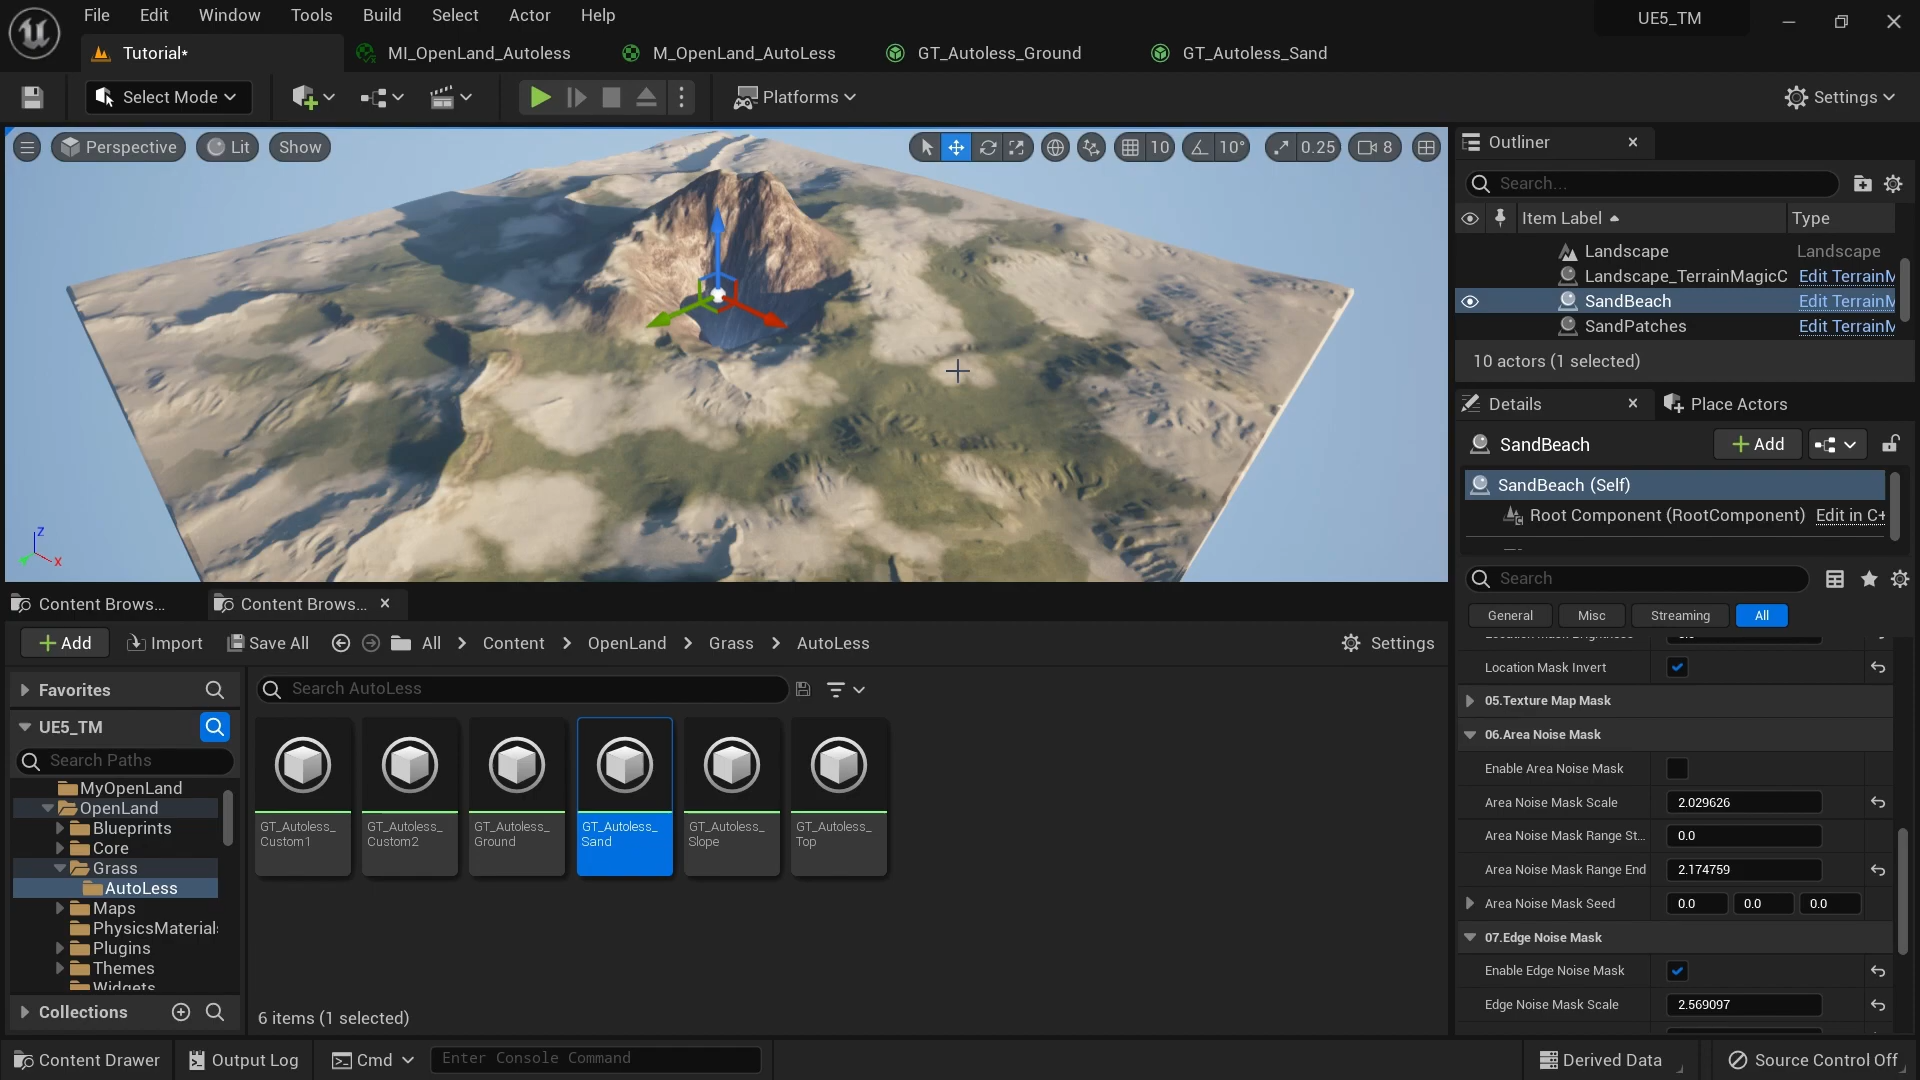 File Edit Window Tools Build Select Actor Help
UE5_TM
Tutorial*
MI_OpenLand_Autoless
M_OpenLand_AutoLess
GT_Autoless_Ground
GT_Autoless_Sand
Select Mode
Platforms
Settings
Perspective
Lit
Show
10
10°
0.25
8
Z
X
Outliner
Search...
Item Label
Type
Landscape Landscape
Landscape_TerrainMagicC Edit TerrainM
SandBeach Edit TerrainM
SandPatches Edit TerrainM
10 actors (1 selected)
Details
Place Actors
SandBeach
Add
SandBeach (Self)
Root Component (RootComponent) Edit in C+
Search
General Misc Streaming All
Location Mask Brightness
Location Mask Invert
05.Texture Map Mask
06.Area Noise Mask
Enable Area Noise Mask
Area Noise Mask Scale 2.029626
Area Noise Mask Range St... 0.0
Area Noise Mask Range End 2.174759
Area Noise Mask Seed 0.0 0.0 0.0
07.Edge Noise Mask
Enable Edge Noise Mask
Edge Noise Mask Scale 2.569097
Content Brows...
Content Brows...
Add
Import
Save All
All
Content
OpenLand
Grass
AutoLess
Settings
Favorites
UE5_TM
Search Paths
MyOpenLand
OpenLand
Blueprints
Core
Grass
AutoLess
Maps
PhysicsMaterial
Plugins
Themes
Widgets
Collections
Search AutoLess
GT_Autoless_
Custom1
GT_Autoless_
Custom2
GT_Autoless_
Ground
GT_Autoless_
Sand
GT_Autoless_
Slope
GT_Autoless_
Top
6 items (1 selected)
Content Drawer
Output Log
Cmd
Enter Console Command
Derived Data
Source Control Off